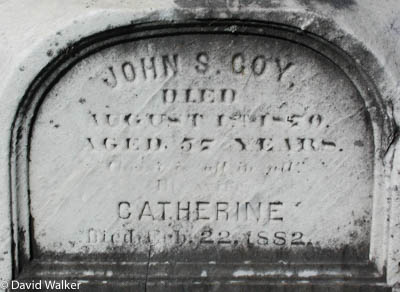 JOHN S. COY.
DIED
AUGUST
AGED 57 YEARS.
CATHERINE
Died Feb. 22, 1882.
© David Walker